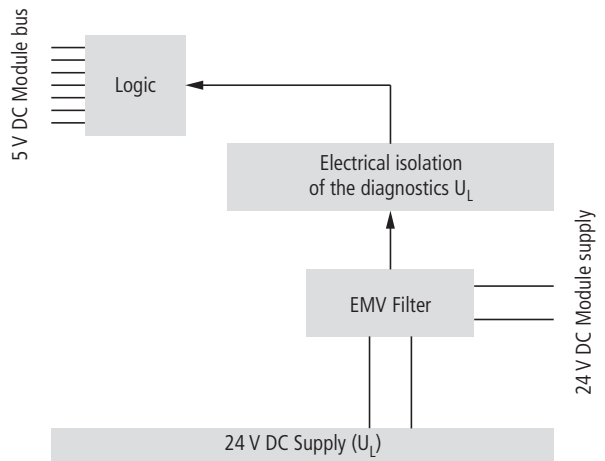 5 V DC Module bus
Logic
Electrical isolation
of the diagnostics U_L
24 V DC Module supply
EMV Filter
24 V DC Supply (U_L)